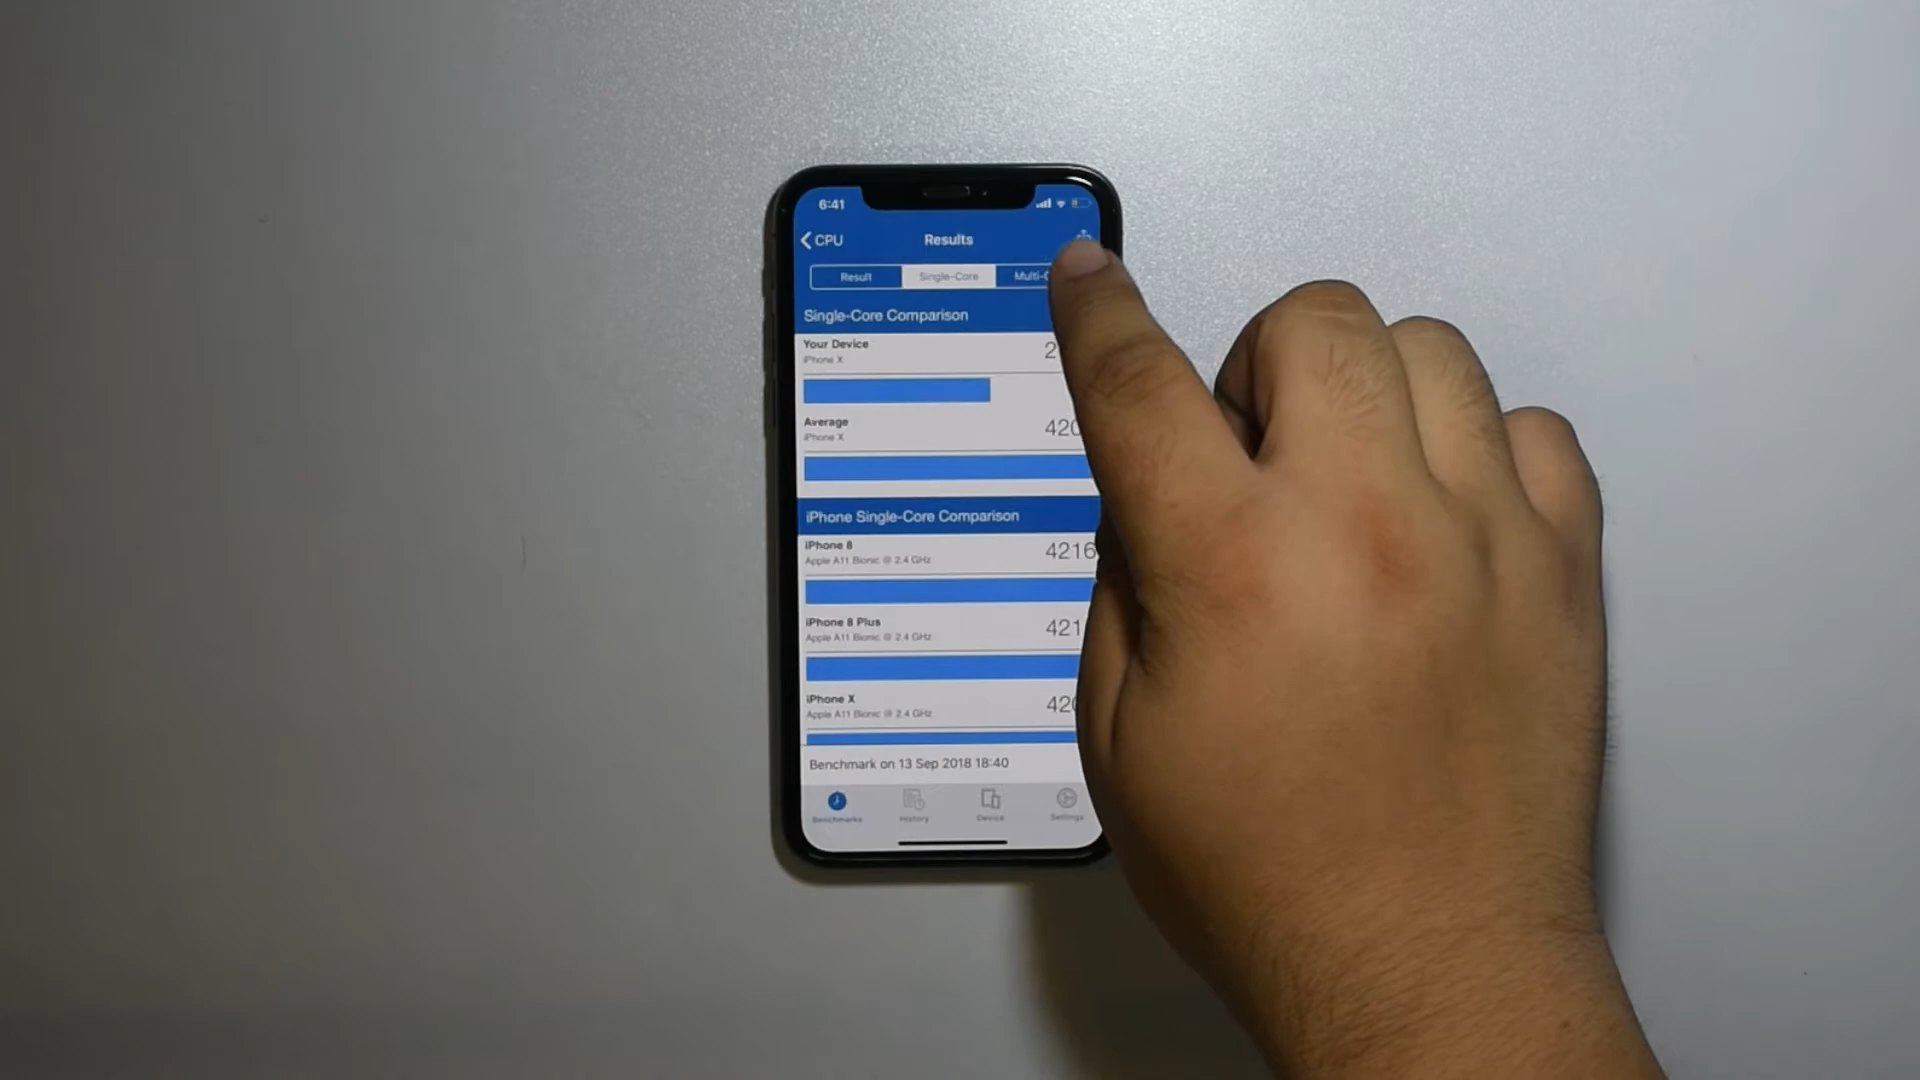 6:41
CPU
Results
Result
Single-Core
Single-Core Comparison
Your Device
iPhone X
Average
iPhone X
iPhone Single-Core Comparison
iPhone 8
4216
Apple A11 Bionic @ 2.4 GHz
iPhone 8 Plus
Apple A11 Bionic @ 2.4 GHz
iPhone X
Apple A11 Bionic @ 2.4 GHz
Benchmark on 13 Sep 2018 18:40
Benchmarks
History
Device
Settings